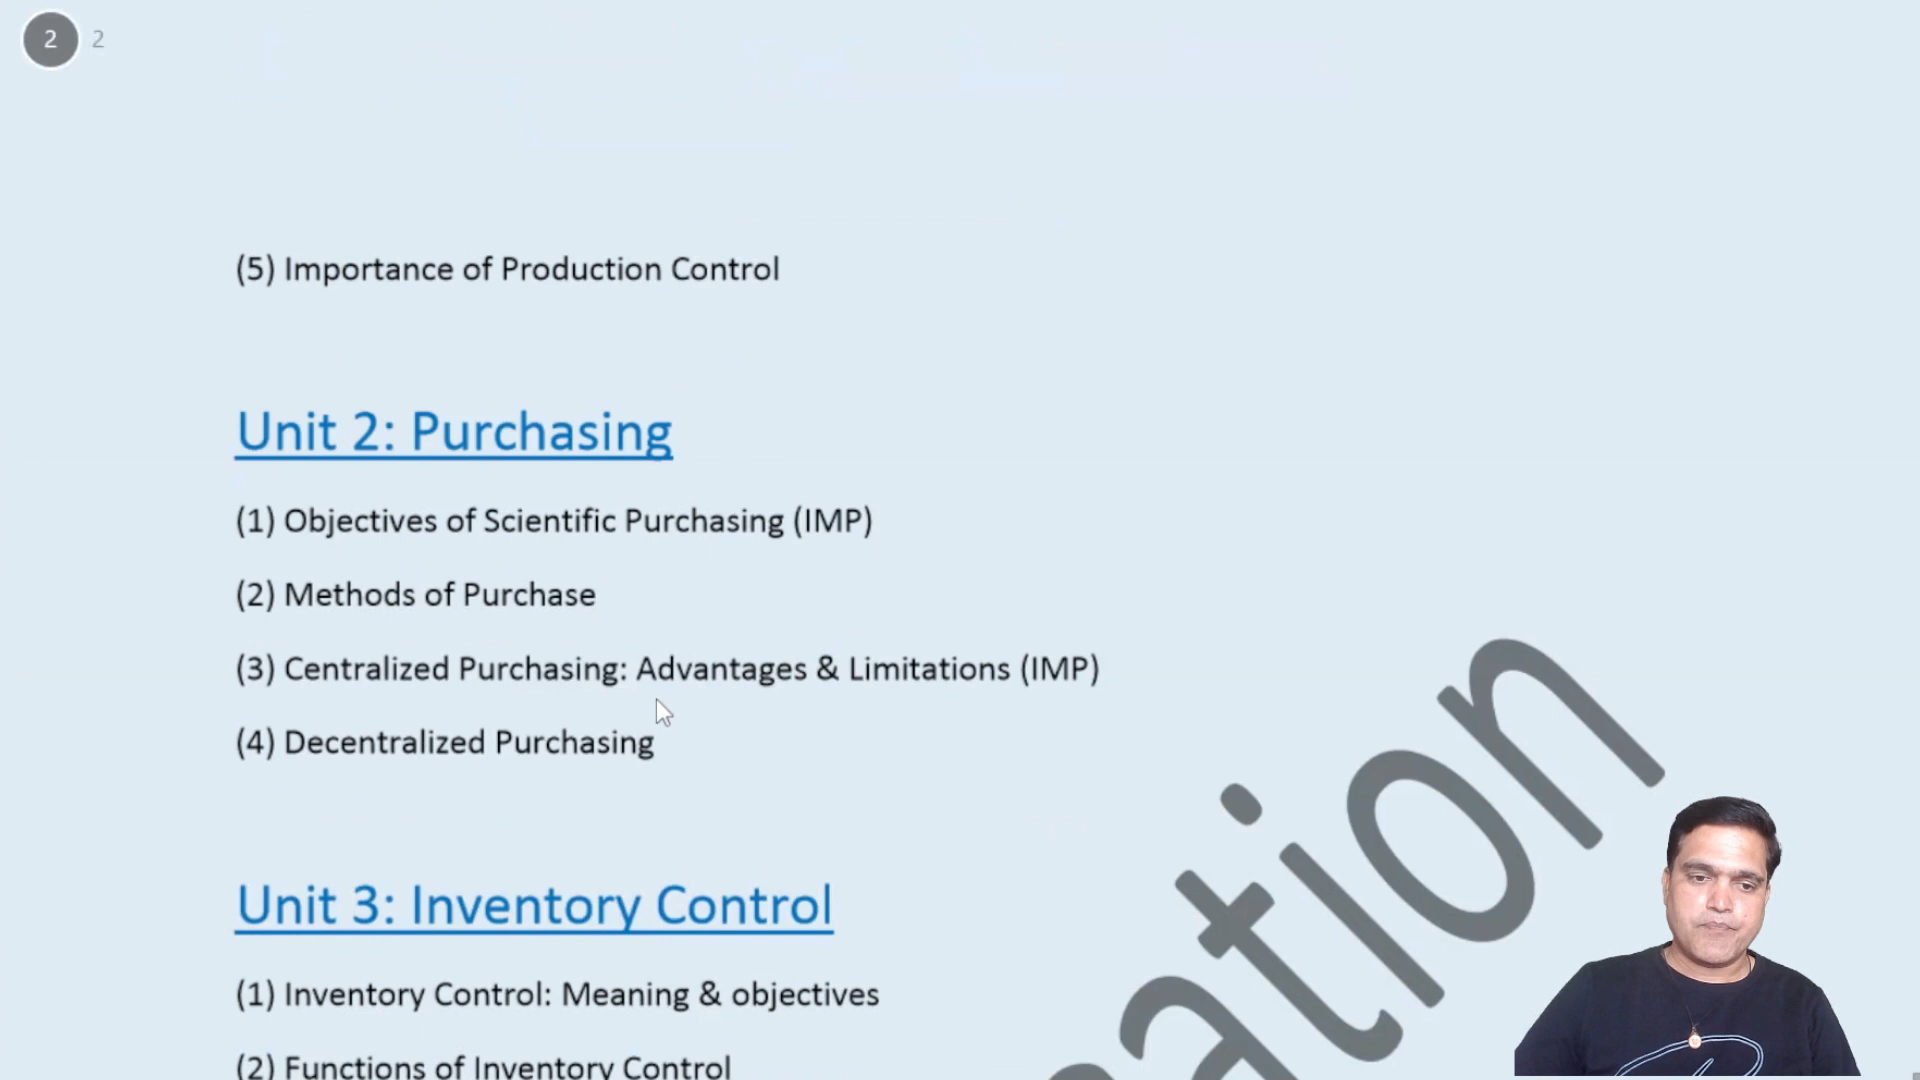 2 2
(5) Importance of Production Control
Unit 2: Purchasing
(1) Objectives of Scientific Purchasing (IMP)
(2) Methods of Purchase
(3) Centralized Purchasing: Advantages & Limitations (IMP)
(4) Decentralized Purchasing
Unit 3: Inventory Control
(1) Inventory Control: Meaning & objectives
(2) Functions of Inventory Control
ation